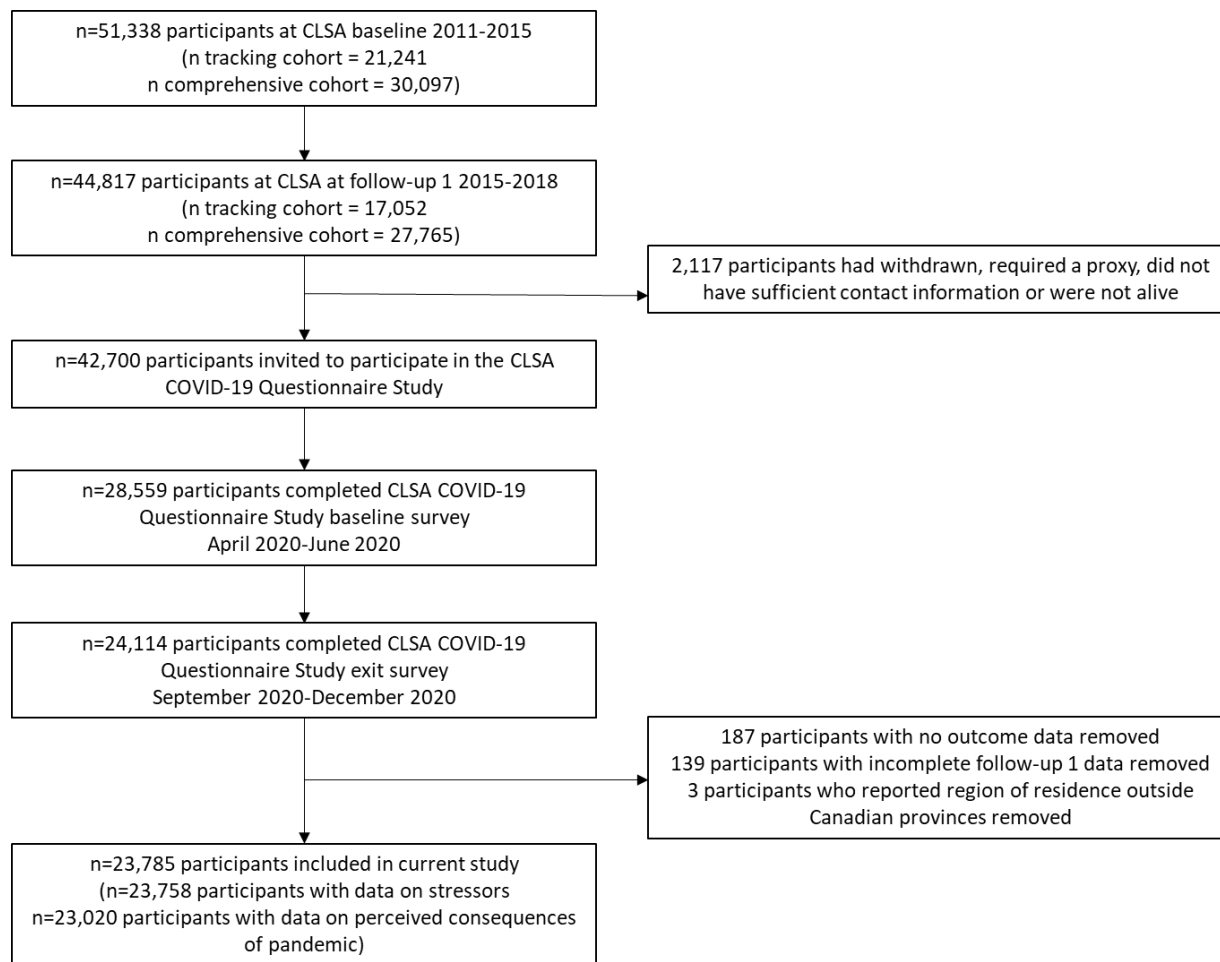 n=51,338 participants at CLSA baseline 2011-2015
(n tracking cohort = 21,241
n comprehensive cohort = 30,097)
n=44,817 participants at CLSA at follow-up 1 2015-2018
(n tracking cohort = 17,052
n comprehensive cohort = 27,765)
2,117 participants had withdrawn, required a proxy, did not
have sufficient contact information or were not alive
n=42,700 participants invited to participate in the CLSA
COVID-19 Questionnaire Study
n=28,559 participants completed CLSA COVID-19
Questionnaire Study baseline survey
April 2020-June 2020
n=24,114 participants completed CLSA COVID-19
Questionnaire Study exit survey
September 2020-December 2020
187 participants with no outcome data removed
139 participants with incomplete follow-up 1 data removed
3 participants who reported region of residence outside
Canadian provinces removed
n=23,785 participants included in current study
(n=23,758 participants with data on stressors
n=23,020 participants with data on perceived consequences
of pandemic)